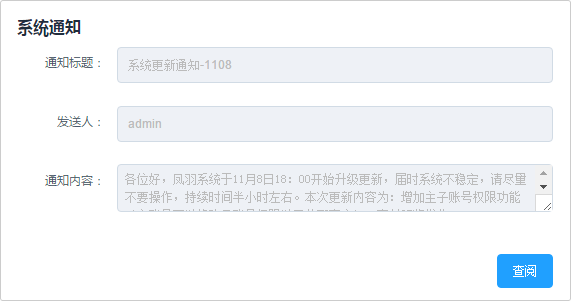 系统通知
通知标题：
系统更新通知-1108
发送人：
admin
通知内容：
各位好，凤羽系统于11月8日18：00开始升级更新，届时系统不稳定，请尽量
不要操作，持续时间半小时左右。本次更新内容为：增加主子账号权限功能
查阅